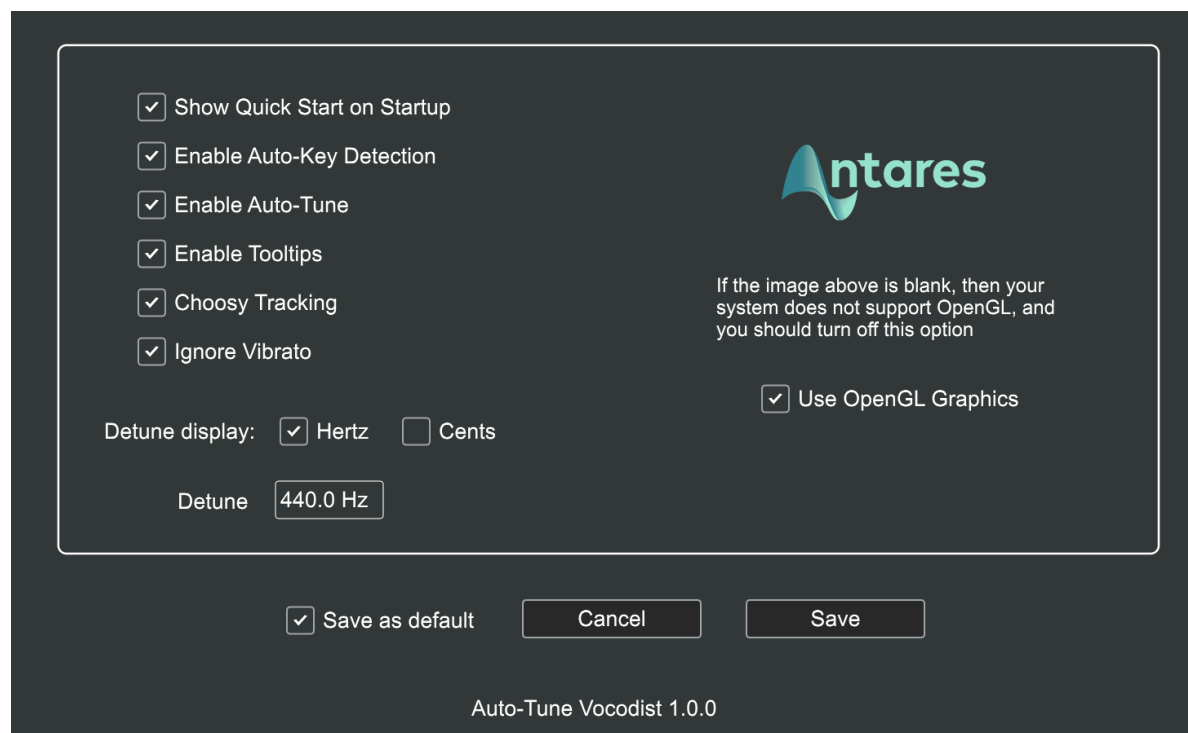 Show Quick Start on Startup
Enable Auto-Key Detection
Enable Auto-Tune
Enable Tooltips
Choosy Tracking
Ignore Vibrato
Detune display: Hertz Cents
Detune 440.0 Hz
Antares
If the image above is blank, then your
system does not support OpenGL, and
you should turn off this option
Use OpenGL Graphics
Save as default Cancel Save
Auto-Tune Vocodist 1.0.0